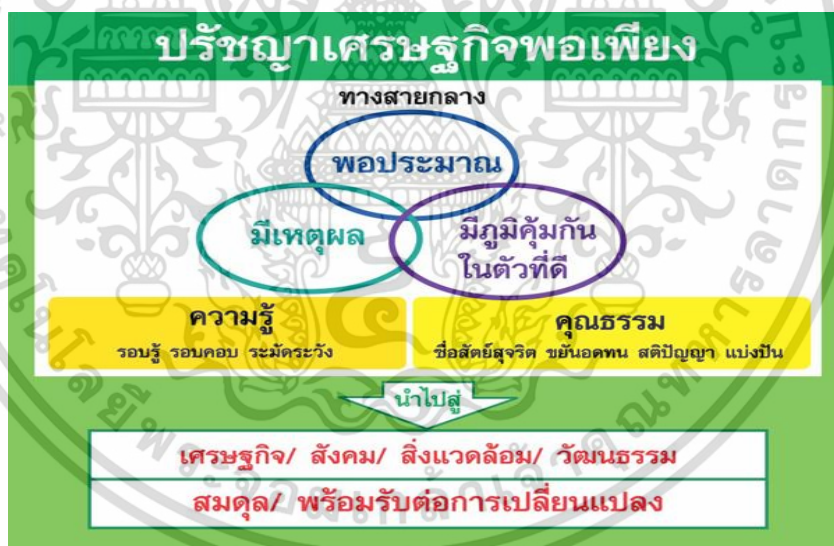 ปรัชญาเศรษฐกิจพอเพียง
ทางสายกลาง
พอประมาณ
มีเหตุผล
มีภูมิคุ้มกัน
ในตัวที่ดี
ความรู้
รอบรู้ รอบคอบ ระมัดระวัง
คุณธรรม
ซื่อสัตย์สุจริต ขยันอดทน สติปัญญา แบ่งปัน
นำไปสู่
เศรษฐกิจ/ สังคม/ สิ่งแวดล้อม/ วัฒนธรรม
สมดุล/ พร้อมรับต่อการเปลี่ยนแปลง